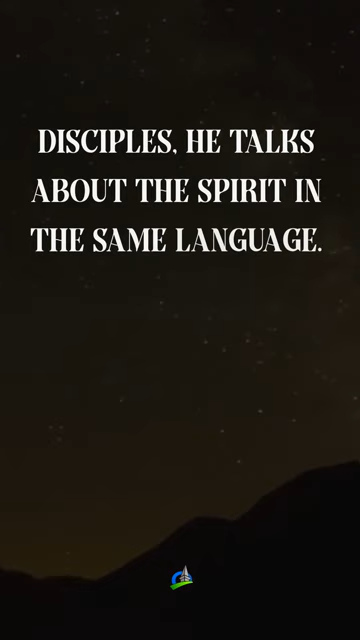 DISCIPLES, HE TALKS
ABOUT THE SPIRIT IN
THE SAME LANGUAGE.